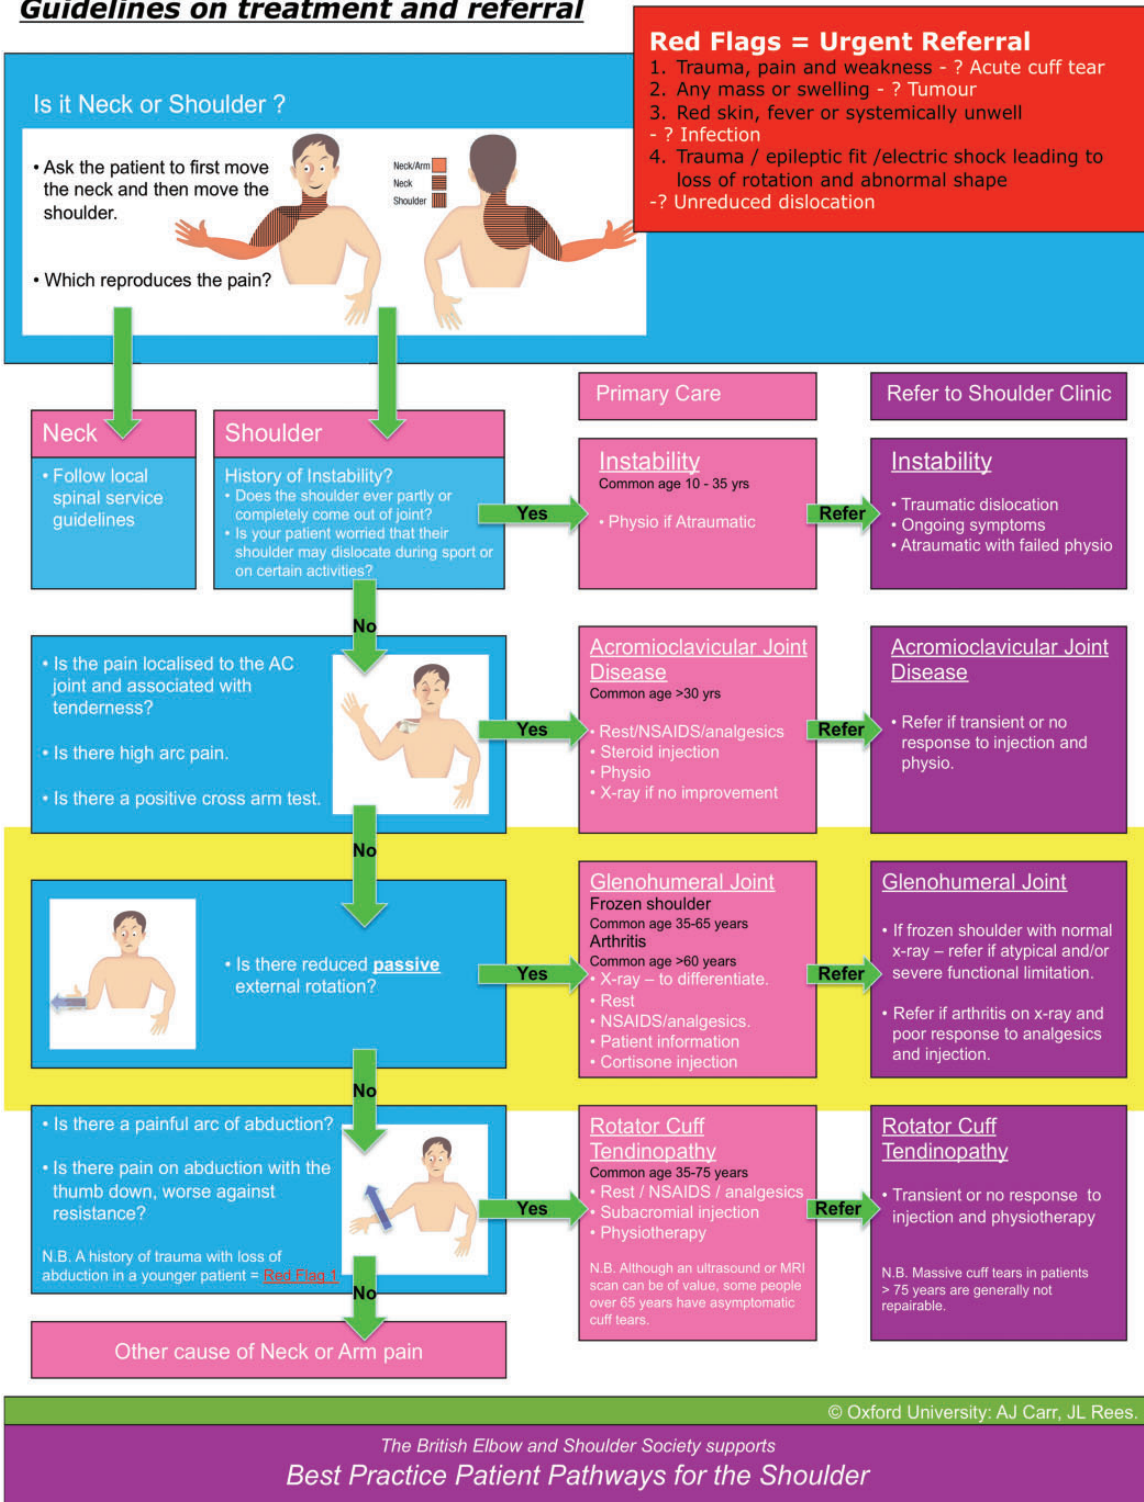 Guidelines on treatment and referral
Red Flags = Urgent Referral
1. Trauma, pain and weakness - ? Acute cuff tear
2. Any mass or swelling - ? Tumour
3. Red skin, fever or systemically unwell
- ? Infection
4. Trauma / epileptic fit /electric shock leading to
loss of rotation and abnormal shape
-? Unreduced dislocation
Is it Neck or Shoulder ?
• Ask the patient to first move
the neck and then move the
shoulder.
• Which reproduces the pain?
Neck/Arm
Neck
Shoulder
Primary Care
Refer to Shoulder Clinic
Neck
• Follow local
spinal service
guidelines
Shoulder
History of Instability?
• Does the shoulder ever partly or
completely come out of joint?
• Is your patient worried that their
shoulder may dislocate during sport or
on certain activities?
Yes
Instability
Common age 10 - 35 yrs
• Physio if Atraumatic
Refer
Instability
• Traumatic dislocation
• Ongoing symptoms
• Atraumatic with failed physio
No
• Is the pain localised to the AC
joint and associated with
tenderness?
• Is there high arc pain.
• Is there a positive cross arm test.
Yes
Acromioclavicular Joint
Disease
Common age >30 yrs
• Rest/NSAIDS/analgesics
• Steroid injection
• Physio
• X-ray if no improvement
Refer
Acromioclavicular Joint
Disease
• Refer if transient or no
response to injection and
physio.
No
• Is there reduced passive
external rotation?
Yes
Glenohumeral Joint
Frozen shoulder
Common age 35-65 years
Arthritis
Common age >60 years
• X-ray – to differentiate.
• Rest
• NSAIDS/analgesics.
• Patient information
• Cortisone injection
Refer
Glenohumeral Joint
• If frozen shoulder with normal
x-ray – refer if atypical and/or
severe functional limitation.
• Refer if arthritis on x-ray and
poor response to analgesics
and injection.
No
• Is there a painful arc of abduction?
• Is there pain on abduction with the
thumb down, worse against
resistance?
N.B. A history of trauma with loss of
abduction in a younger patient = Red Flag 1
Yes
Rotator Cuff
Tendinopathy
Common age 35-75 years
• Rest / NSAIDS / analgesics
• Subacromial injection
• Physiotherapy
N.B. Although an ultrasound or MRI
scan can be of value, some people
over 65 years have asymptomatic
cuff tears.
Refer
Rotator Cuff
Tendinopathy
• Transient or no response to
injection and physiotherapy
N.B. Massive cuff tears in patients
> 75 years are generally not
repairable.
No
Other cause of Neck or Arm pain
© Oxford University: AJ Carr, JL Rees.
The British Elbow and Shoulder Society supports
Best Practice Patient Pathways for the Shoulder